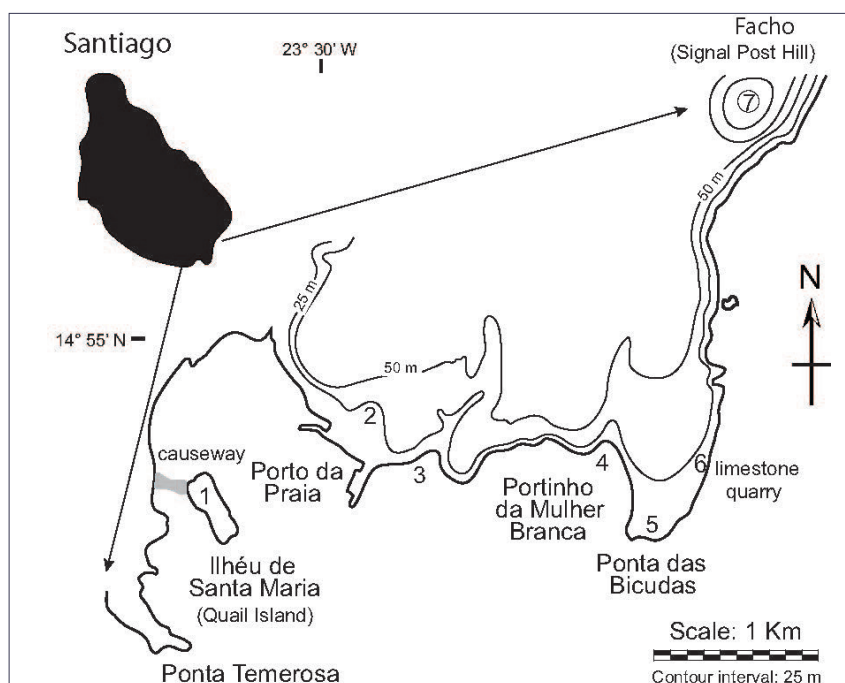 Santiago
23° 30' W
Facho
(Signal Post Hill)
7
50 m
25 m
N
14° 55' N
50 m
2
causeway
1
Porto da
Praia
3
4
6
limestone
quarry
Portinho
da Mulher
Branca
5
Ilhéu de
Santa Maria
(Quail Island)
Ponta das
Bicudas
Ponta Temerosa
Scale: 1 Km
Contour interval: 25 m